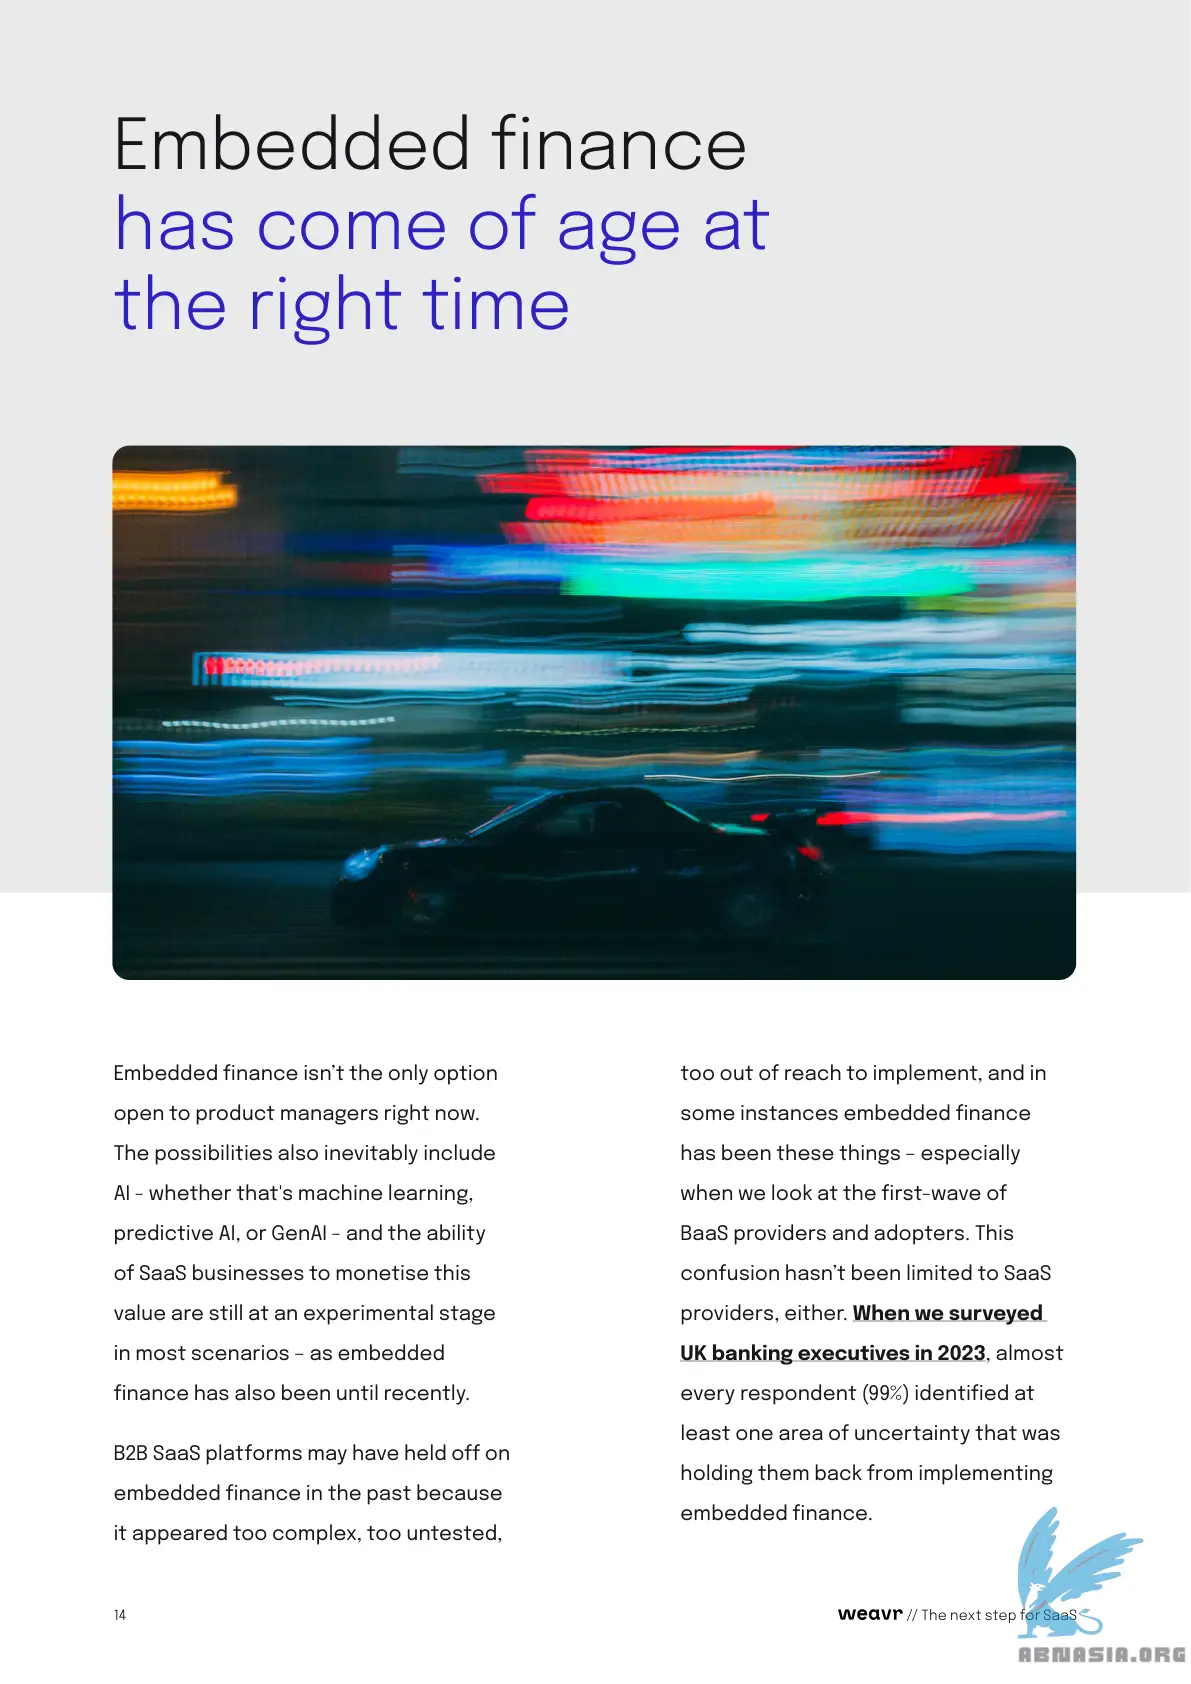 Embedded finance
has come of age at
the right time
Embedded finance isn’t the only option
open to product managers right now.
The possibilities also inevitably include
AI – whether that's machine learning,
predictive AI, or GenAI – and the ability
of SaaS businesses to monetise this
value are still at an experimental stage
in most scenarios – as embedded
finance has also been until recently.
B2B SaaS platforms may have held off on
embedded finance in the past because
it appeared too complex, too untested,
too out of reach to implement, and in
some instances embedded finance
has been these things – especially
when we look at the first-wave of
BaaS providers and adopters. This
confusion hasn’t been limited to SaaS
providers, either. When we surveyed
UK banking executives in 2023, almost
every respondent (99%) identified at
least one area of uncertainty that was
holding them back from implementing
embedded finance.
14
weavr // The next step for SaaS
ABNASIA.ORG